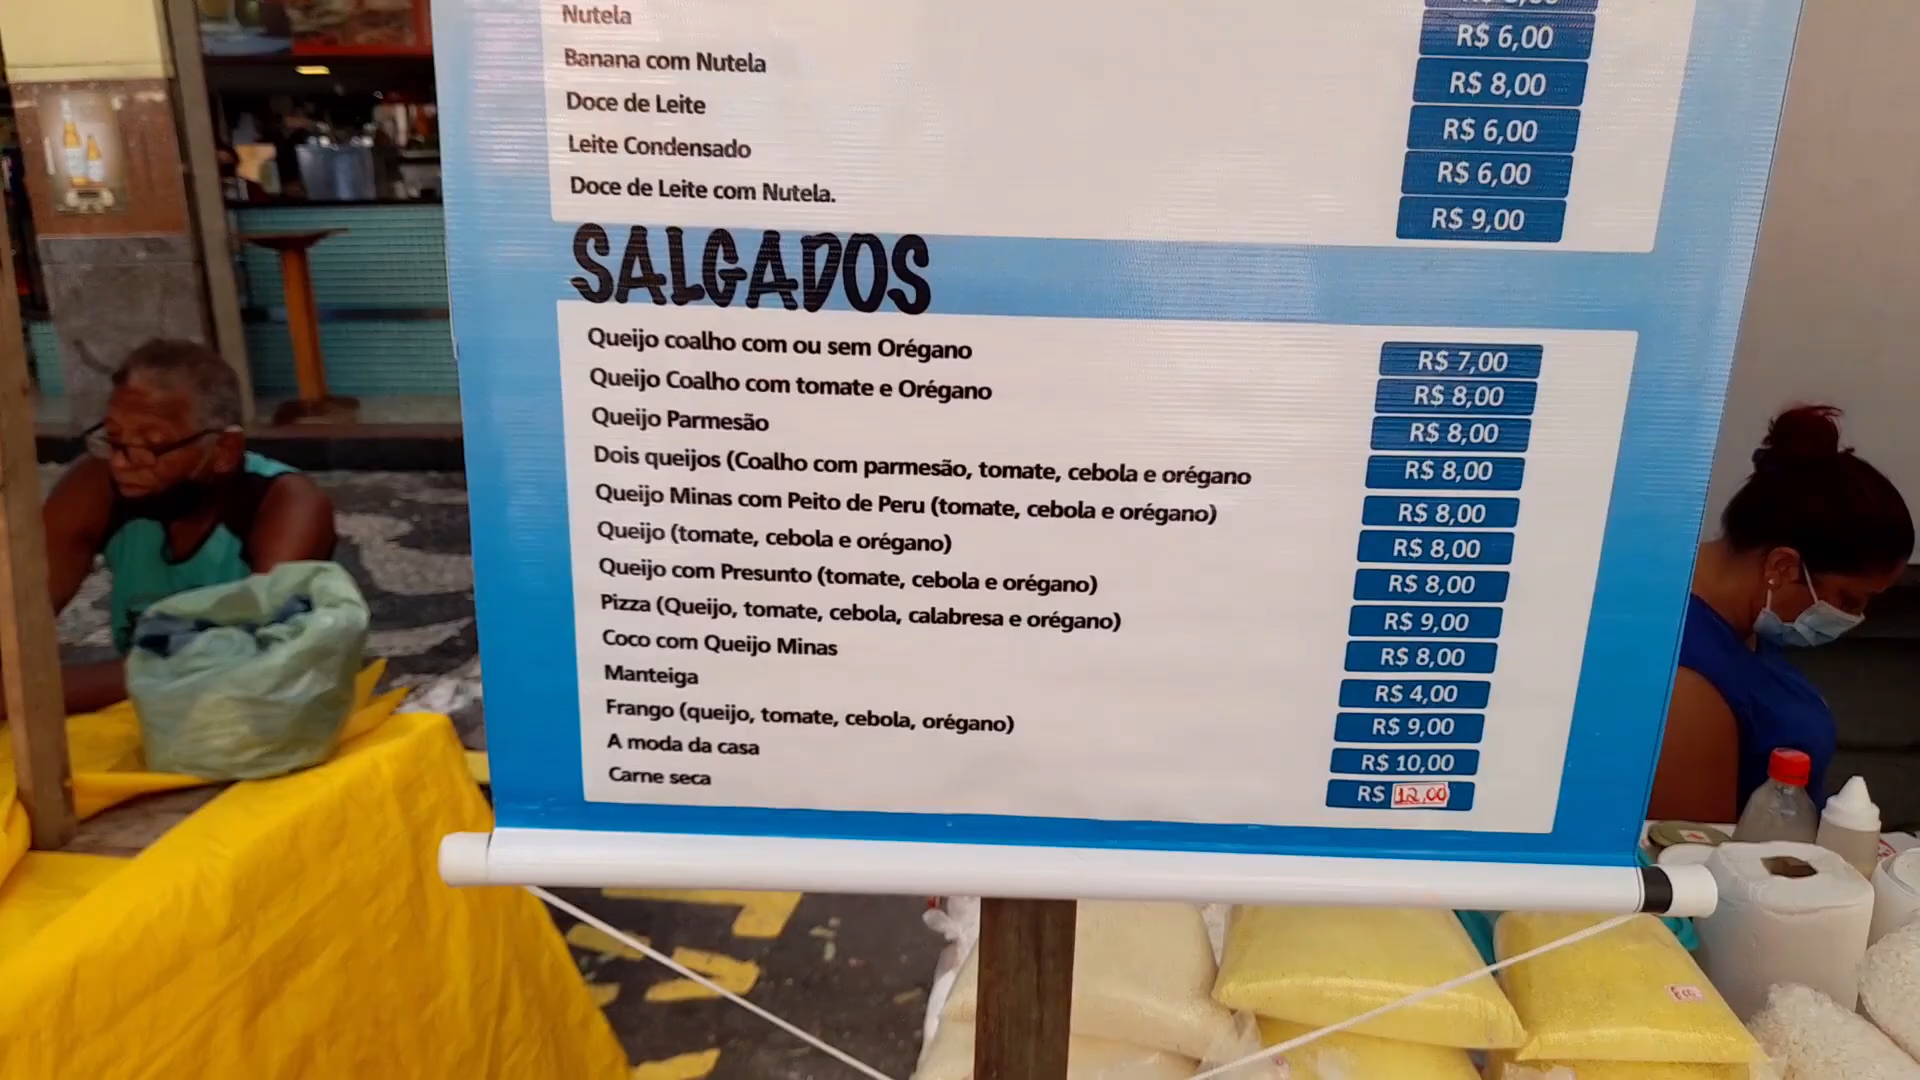 Nutela
R$ 6,00
Banana com Nutela
R$ 8,00
Doce de Leite
R$ 6,00
Leite Condensado
R$ 6,00
Doce de Leite com Nutela.
R$ 9,00
SALGADOS
Queijo coalho com ou sem Orégano
R$ 7,00
Queijo Coalho com tomate e Orégano
R$ 8,00
Queijo Parmesão
R$ 8,00
Dois queijos (Coalho com parmesão, tomate, cebola e orégano
R$ 8,00
Queijo Minas com Peito de Peru (tomate, cebola e orégano)
R$ 8,00
Queijo (tomate, cebola e orégano)
R$ 8,00
Queijo com Presunto (tomate, cebola e orégano)
R$ 8,00
Pizza (Queijo, tomate, cebola, calabresa e orégano)
R$ 9,00
Coco com Queijo Minas
R$ 8,00
Manteiga
R$ 4,00
Frango (queijo, tomate, cebola, orégano)
R$ 9,00
A moda da casa
R$ 10,00
Carne seca
R$ 12,00